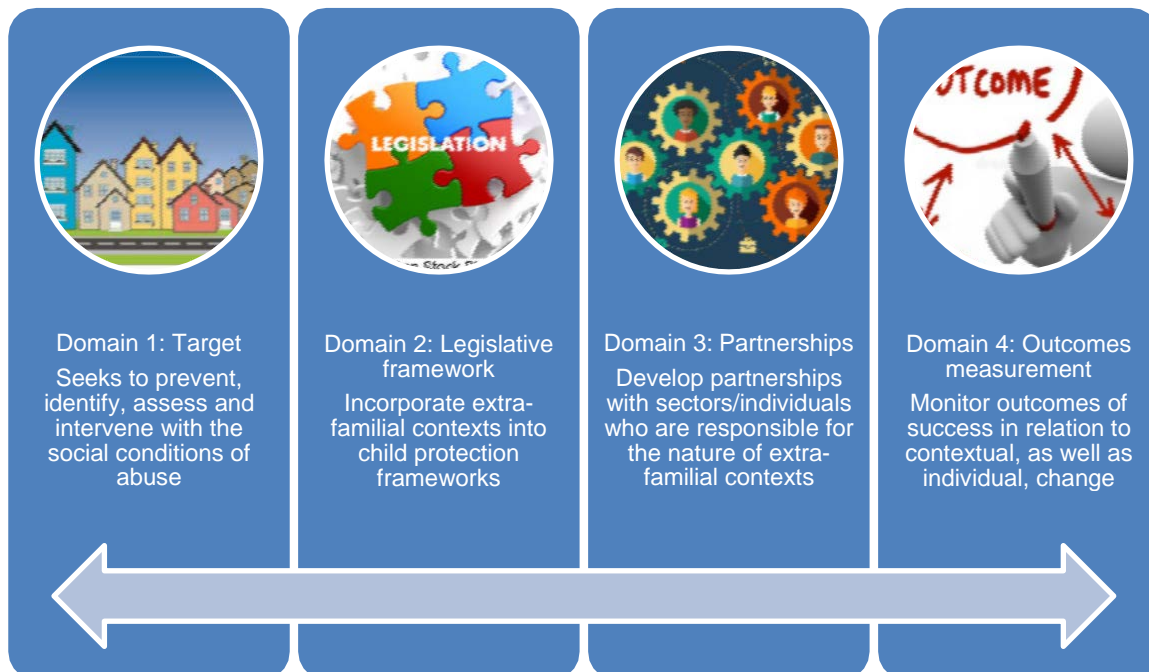 LEGISLATION
Domain 1: Target
Seeks to prevent,
identify, assess and
intervene with the
social conditions of
abuse
Domain 2: Legislative
framework
Incorporate extra-
familial contexts into
child protection
frameworks
Domain 3: Partnerships
Develop partnerships
with sectors/individuals
who are responsible for
the nature of extra-
familial contexts
UTCOME
Domain 4: Outcomes
measurement
Monitor outcomes of
success in relation to
contextual, as well as
individual, change